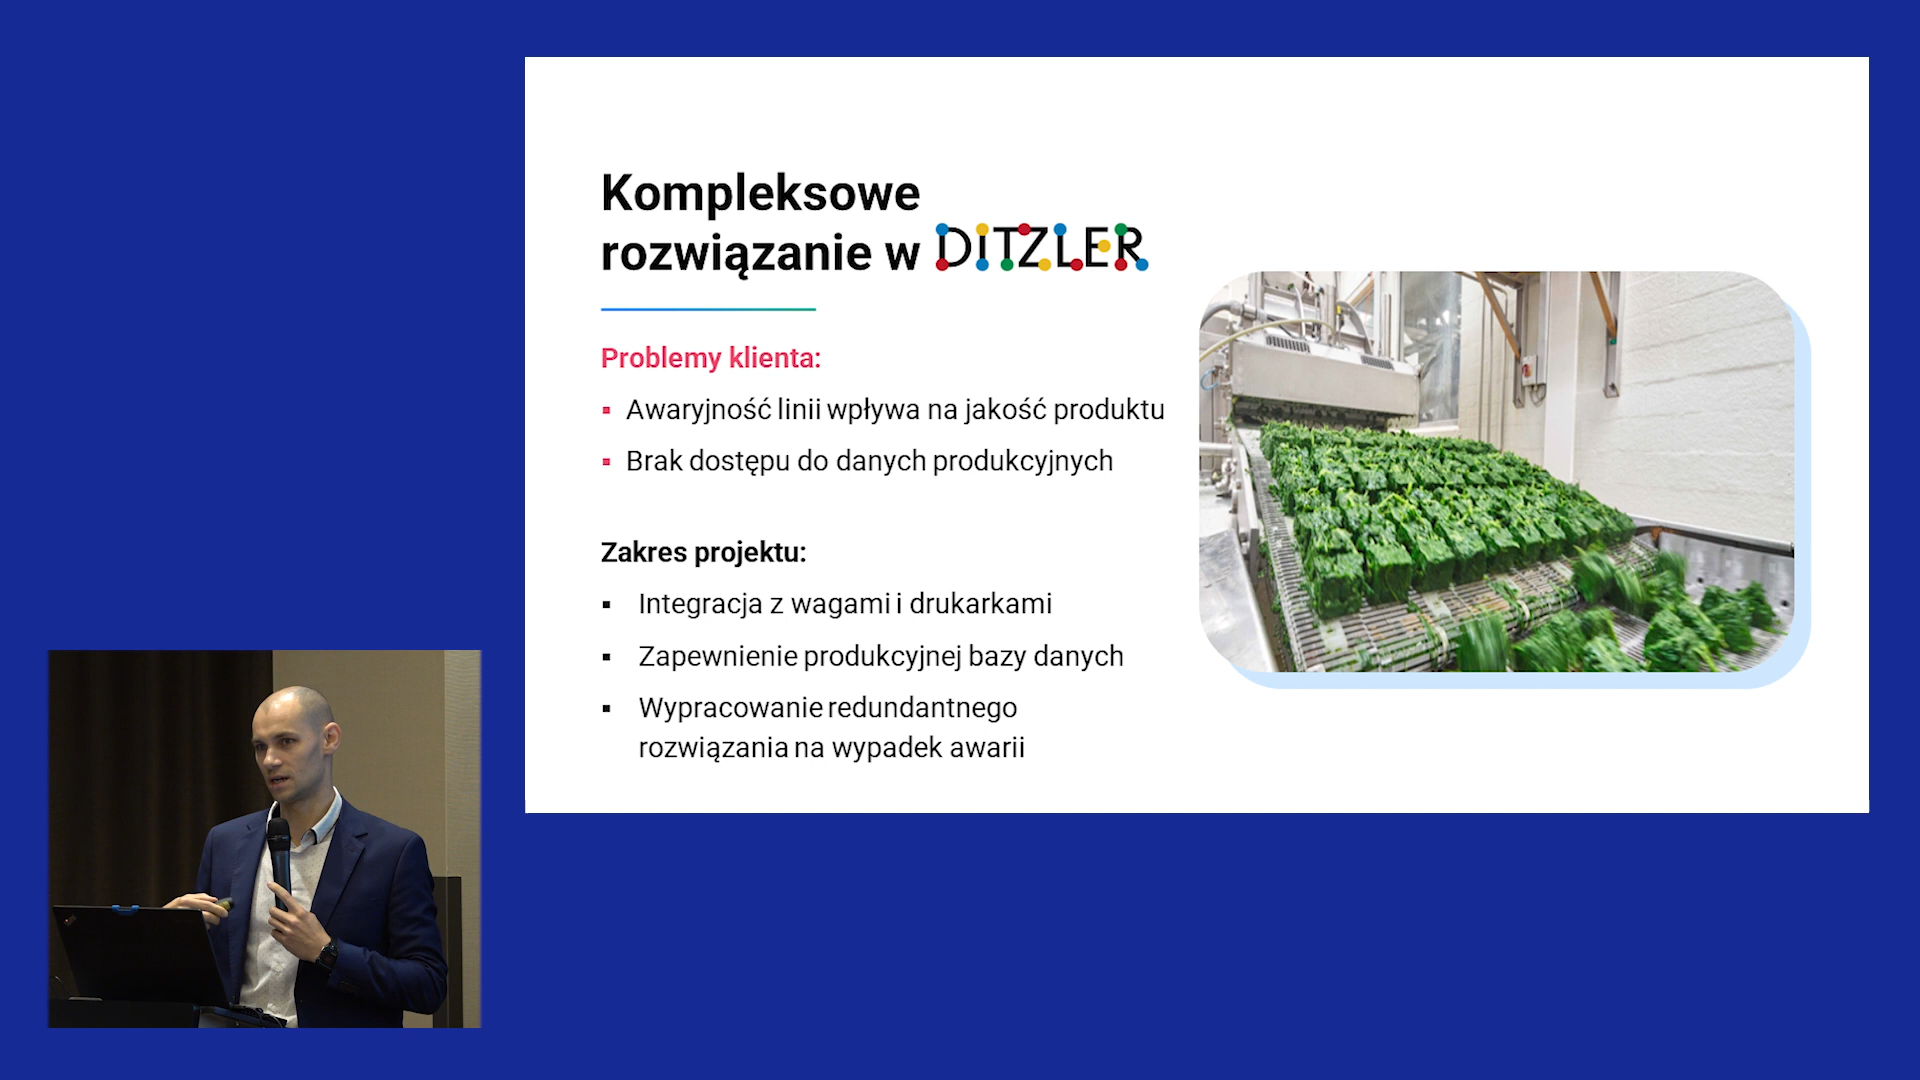 Kompleksowe
rozwiązanie w DITZLER
Problemy klienta:
▪ Awaryjność linii wpływa na jakość produktu
▪ Brak dostępu do danych produkcyjnych
Zakres projektu:
▪ Integracja z wagami i drukarkami
▪ Zapewnienie produkcyjnej bazy danych
▪ Wypracowanie redundantnego
rozwiązania na wypadek awarii